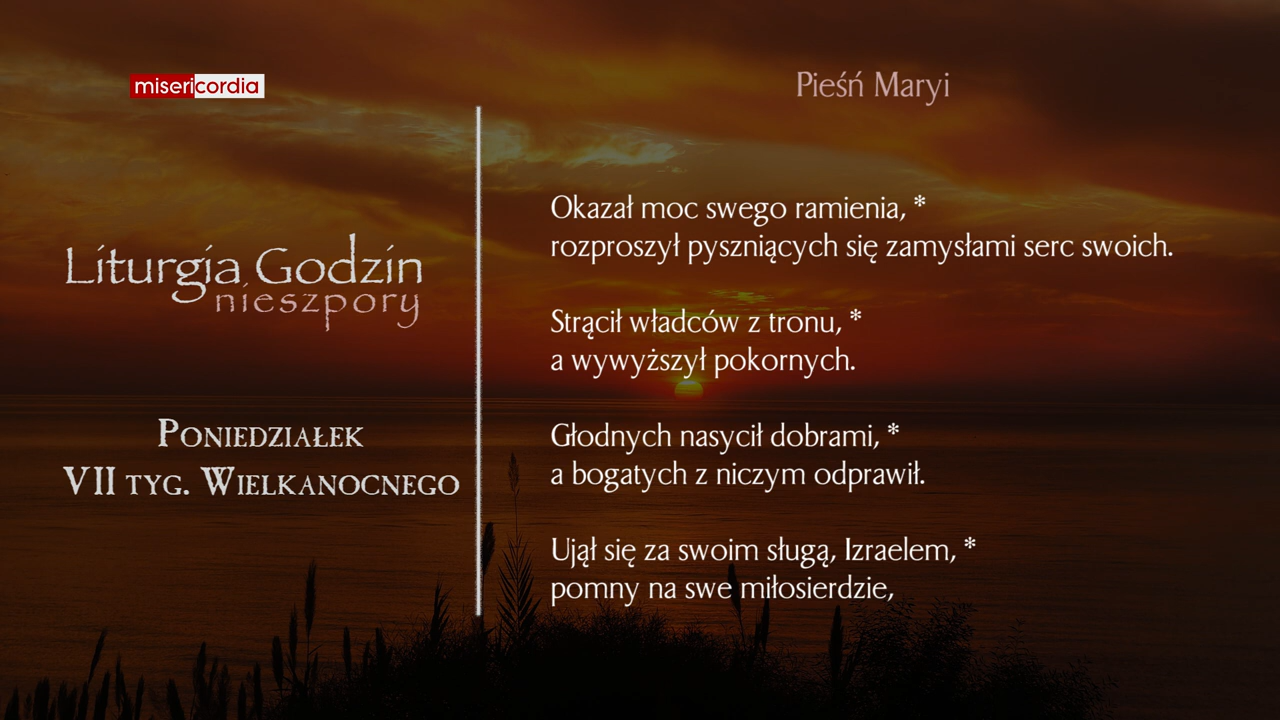 misericordia
Liturgia Godzin
nieszpory
Poniedziałek
VII tyg. Wielkanocnego
Pieśń Maryi
Okazał moc swego ramienia, *
rozproszył pyszniących się zamysłami serc swoich.
Strącił władców z tronu, *
a wywyższył pokornych.
Głodnych nasycił dobrami, *
a bogatych z niczym odprawił.
Ujął się za swoim sługą, Izraelem, *
pomny na swe miłosierdzie,